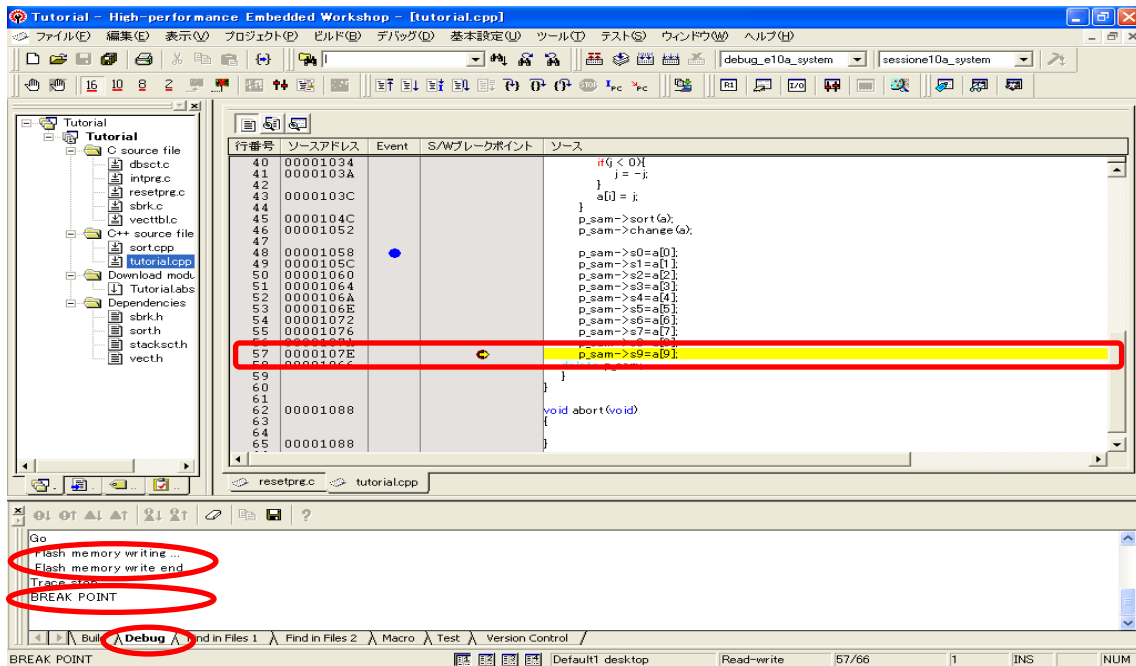 Tutorial - High-performance Embedded Workshop - [tutorial.cpp]
ファイル(F) 編集(E) 表示(V) プロジェクト(P) ビルド(B) デバッグ(D) 基本設定(U) ツール(T) テスト(S) ウィンドウ(W) ヘルプ(H)
debug_e10a_system sessione10a_system
16 10 8 2
R1 I/O
Tutorial
Tutorial
C source file
dbsct.c
intprg.c
resetprg.c
sbrk.c
vecttbl.c
C++ source file
sort.cpp
tutorial.cpp
Download modu
Tutorial.abs
Dependencies
sbrk.h
sort.h
stacksct.h
vect.h
行番号 ソースアドレス Event S/Wブレークポイント ソース
40 00001034 if(j < 0){
41 0000103A j = -j;
42 }
43 0000103C a[i] = j;
44 }
45 0000104C p_sam->sort(a);
46 00001052 p_sam->change(a);
47
48 00001058 p_sam->s0=a[0];
49 0000105C p_sam->s1=a[1];
50 00001060 p_sam->s2=a[2];
51 00001064 p_sam->s3=a[3];
52 0000106A p_sam->s4=a[4];
53 0000106E p_sam->s5=a[5];
54 00001072 p_sam->s6=a[6];
55 00001076 p_sam->s7=a[7];
56 0000107A p_sam->s8=a[8];
57 0000107E p_sam->s9=a[9];
58
59 }
60 }
61
62 00001088 void abort(void)
63 {
64
65 00001088 }
resetprg.c tutorial.cpp
Go
Flash memory writing ...
Flash memory write end
Trace stop
BREAK POINT
Build Debug Find in Files 1 Find in Files 2 Macro Test Version Control
BREAK POINT Default1 desktop Read-write 57/66 1 INS NUM